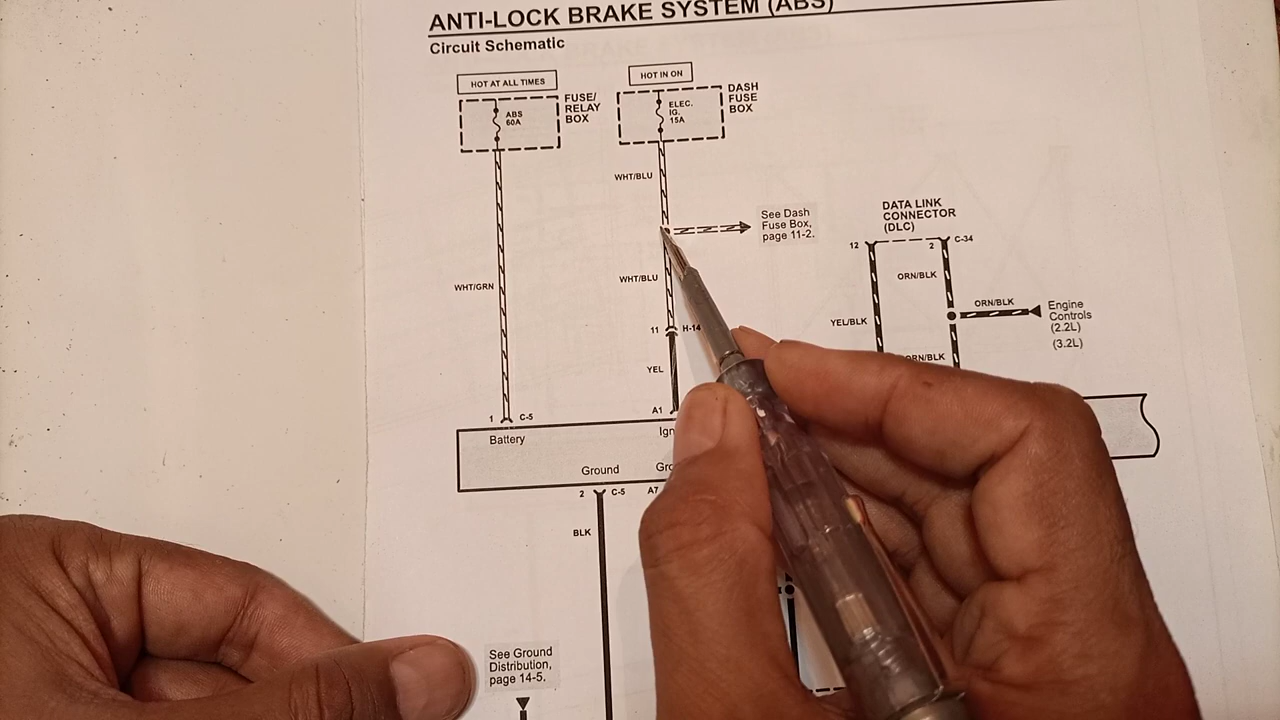 ANTI-LOCK BRAKE SYSTEM (ABS)
Circuit Schematic
HOT AT ALL TIMES
HOT IN ON
ABS
60A
FUSE/
RELAY
BOX
ELEC.
IG.
15A
DASH
FUSE
BOX
WHT/BLU
See Dash
Fuse Box,
page 11-2.
DATA LINK
CONNECTOR
(DLC)
12
2
C-34
WHT/GRN
WHT/BLU
ORN/BLK
ORN/BLK
Engine
Controls
(2.2L)
(3.2L)
YEL/BLK
11
H-14
ORN/BLK
YEL
1
C-5
A1
Battery
Ign
Ground
Gro
2
C-5
A7
BLK
See Ground
Distribution,
page 14-5.